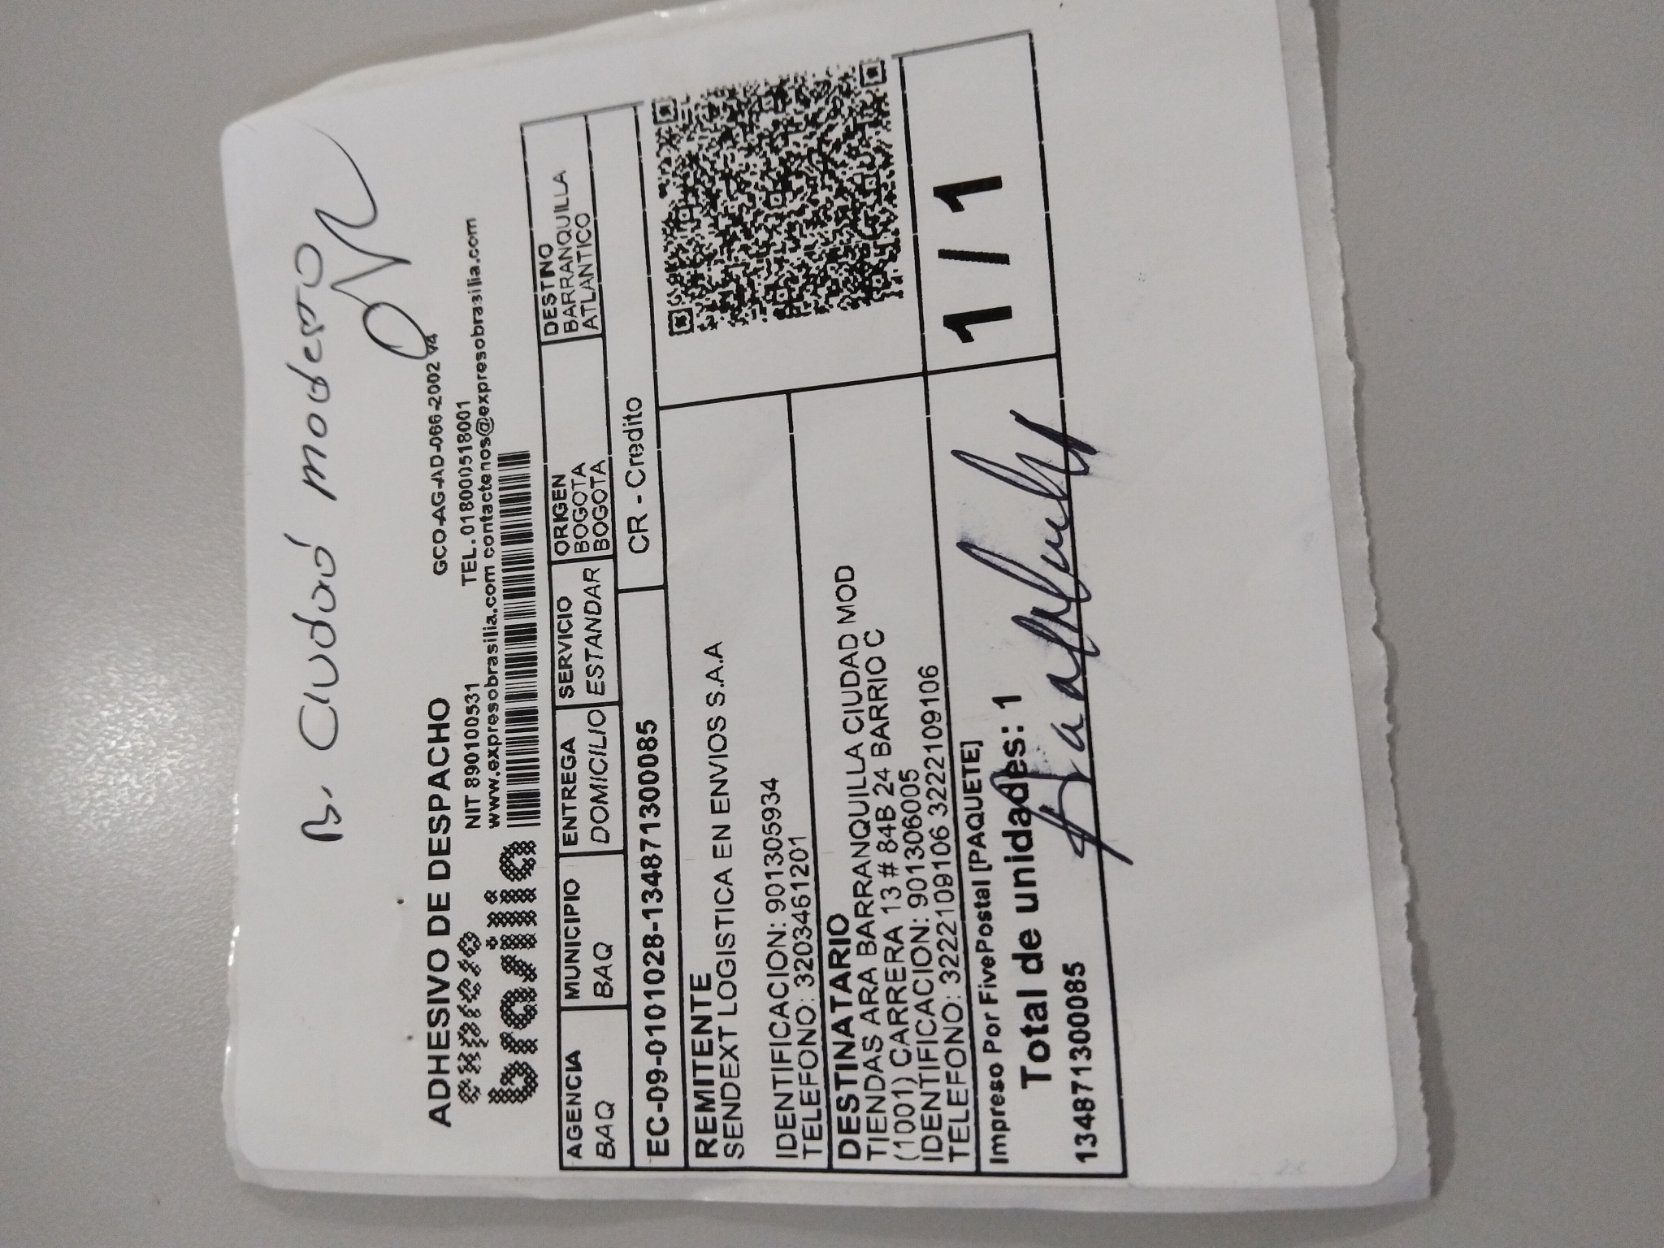 B. Ciudad moderno
ADHESIVO DE DESPACHO
GCO-AG-AD-066-2002 V4
expreso
brasilia
NIT 890100531
TEL. 018000518001
www.expresobrasilia.com contactenos@expresobrasilia.com
AGENCIA MUNICIPIO ENTREGA SERVICIO ORIGEN DESTINO
BAQ BAQ DOMICILIO ESTANDAR BOGOTA BARRANQUILLA
BOGOTA ATLANTICO
EC-09-0101028-134871300085 CR - Credito
REMITENTE
SENDEXT LOGISTICA EN ENVIOS S.A.A
IDENTIFICACION: 901305934
TELEFONO: 3203461201
DESTINATARIO
TIENDAS ARA BARRANQUILLA CIUDAD MOD
(1001) CARRERA 13 # 84B 24 BARRIO C
IDENTIFICACION: 901306005
TELEFONO: 3222109106 3222109106
Impreso Por FivePostal [PAQUETE]
Total de unidades: 1
1 / 1
134871300085